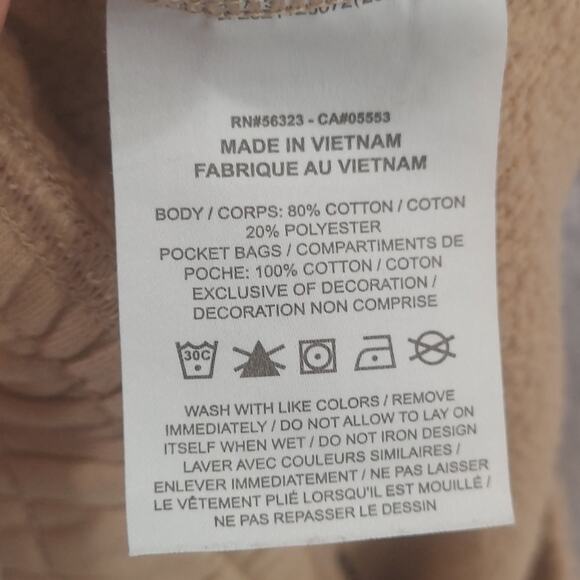 RN#56323 - CA#05553
MADE IN VIETNAM
FABRIQUE AU VIETNAM
BODY / CORPS: 80% COTTON / COTON
20% POLYESTER
POCKET BAGS / COMPARTIMENTS DE
POCHE: 100% COTTON / COTON
EXCLUSIVE OF DECORATION /
DECORATION NON COMPRISE
30C
WASH WITH LIKE COLORS / REMOVE
IMMEDIATELY / DO NOT ALLOW TO LAY ON
ITSELF WHEN WET / DO NOT IRON DESIGN
LAVER AVEC COULEURS SIMILAIRES /
ENLEVER IMMEDIATEMENT / NE PAS LAISSER
LE VÊTEMENT PLIÉ LORSQU'IL EST MOUILLÉ /
NE PAS REPASSER LE DESSIN